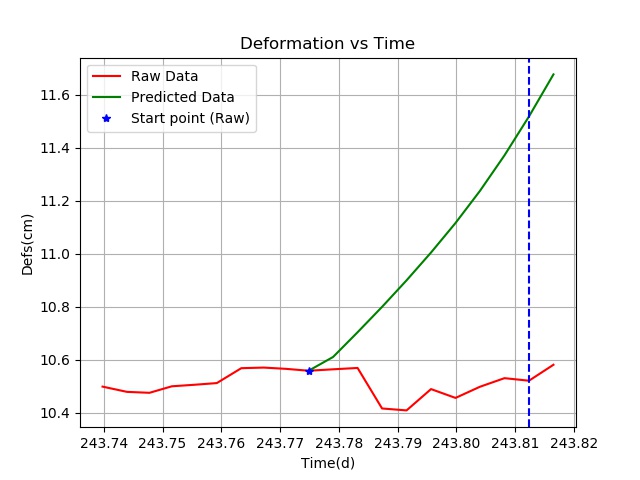 Deformation vs Time
Raw Data
Predicted Data
Start point (Raw)
Defs(cm)
11.6
11.4
11.2
11.0
10.8
10.6
10.4
243.74 243.75 243.76 243.77 243.78 243.79 243.80 243.81 243.82
Time(d)